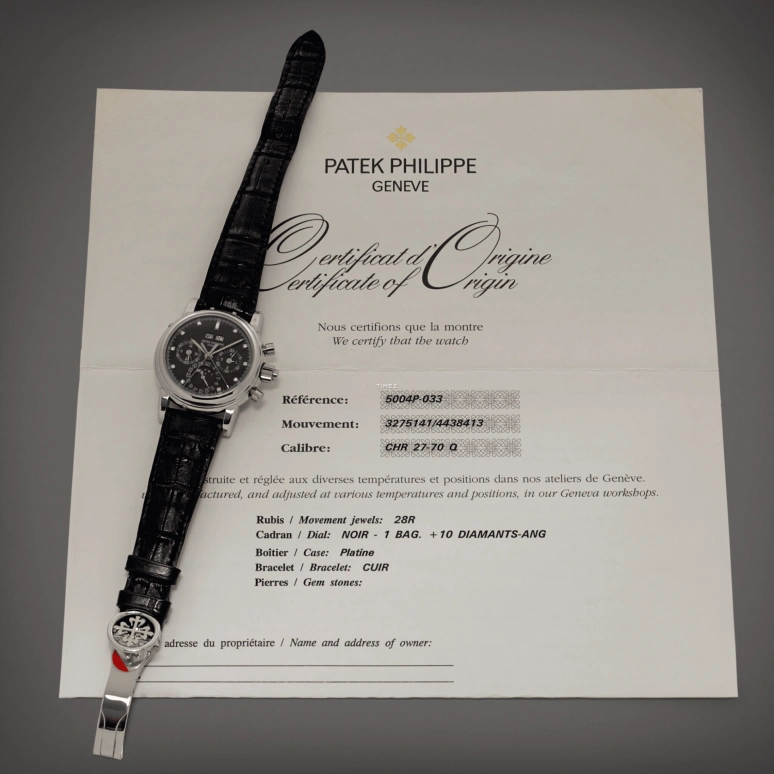 PATEK PHILIPPE
GENEVE
Certificat d'Origine
Certificate of Origin
Nous certifions que la montre
We certify that the watch
TIMEZ
Référence: 5004P-033
Mouvement: 3275141/4438413
Calibre: CHR 27-70 Q
struite et réglée aux diverses températures et positions dans nos ateliers de Genève.
actured, and adjusted at various temperatures and positions, in our Geneva workshops.
Rubis / Movement jewels: 28R
Cadran / Dial: NOIR - 1 BAG. +10 DIAMANTS-ANG
Boîtier / Case: Platine
Bracelet / Bracelet: CUIR
Pierres / Gem stones:
adresse du propriétaire / Name and address of owner: